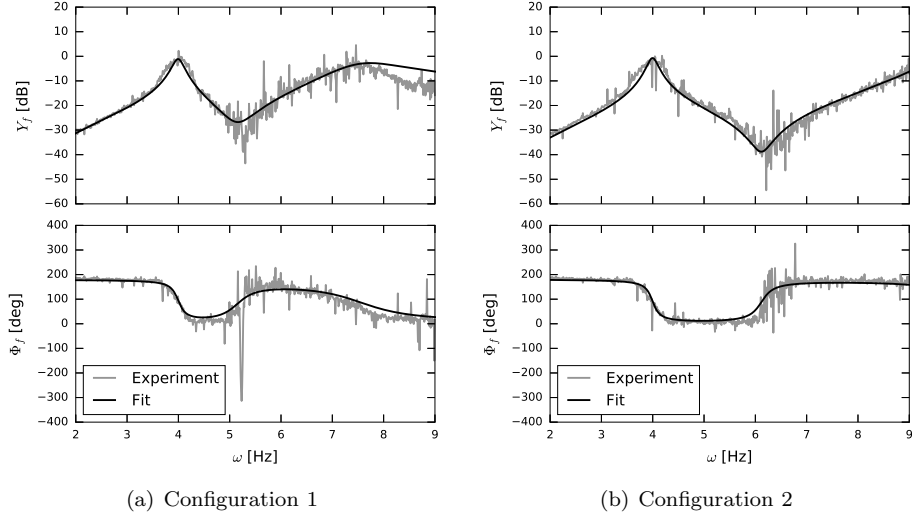 20
10
0
−10
−20
−30
−40
−50
−60
Y_f [dB]
400
300
200
100
0
−100
−200
−300
−400
Φ_f [deg]
Experiment
Fit
2 3 4 5 6 7 8 9
ω [Hz]
(a) Configuration 1
20
10
0
−10
−20
−30
−40
−50
−60
Y_f [dB]
400
300
200
100
0
−100
−200
−300
−400
Φ_f [deg]
Experiment
Fit
2 3 4 5 6 7 8 9
ω [Hz]
(b) Configuration 2